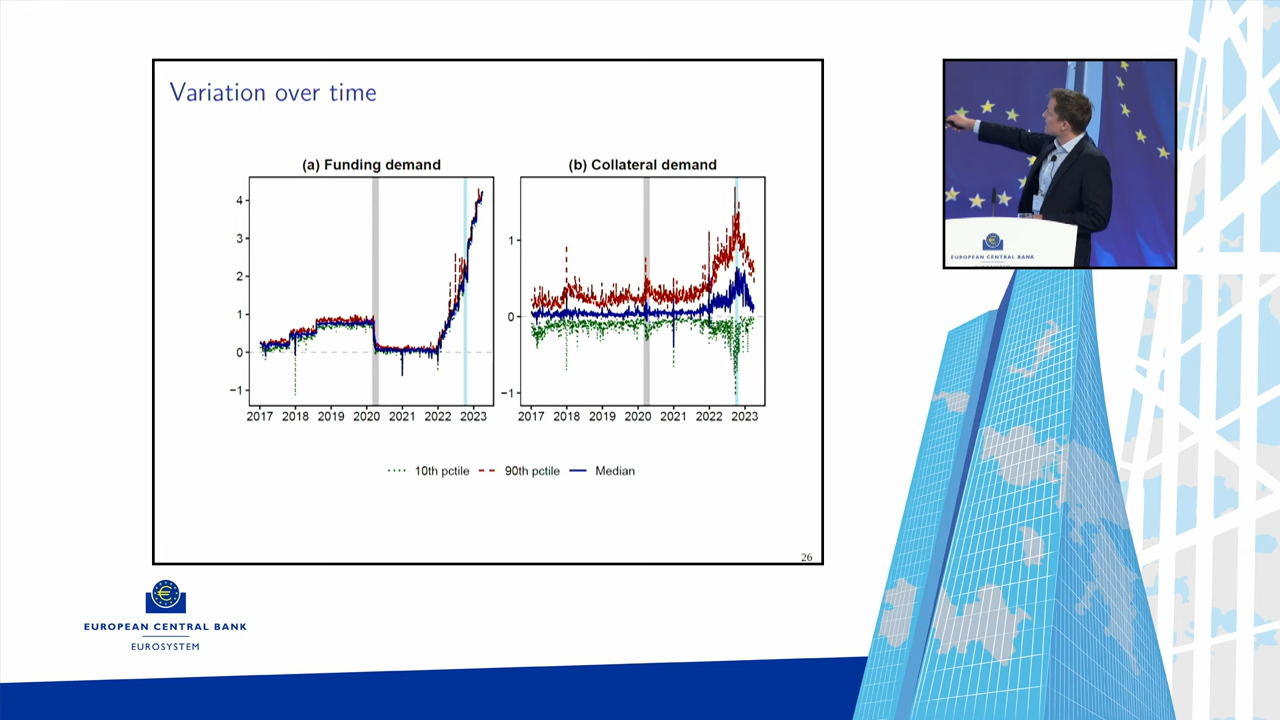 Variation over time
(a) Funding demand
(b) Collateral demand
4
3
2
1
0
−1
2017 2018 2019 2020 2021 2022 2023
1
0
−1
2017 2018 2019 2020 2021 2022 2023
10th pctile 90th pctile Median
26
EUROPEAN CENTRAL BANK
EUROPEAN CENTRAL BANK
EUROSYSTEM